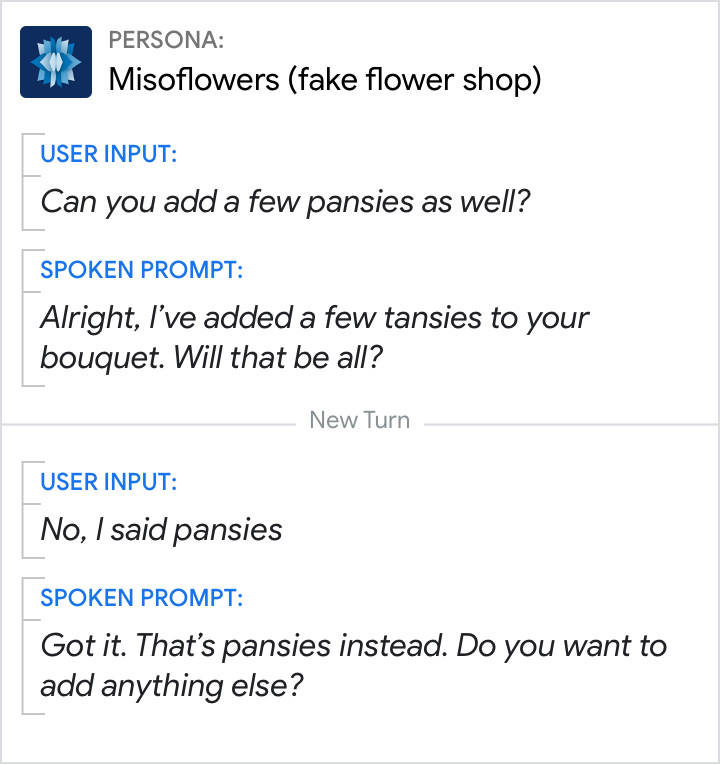 PERSONA:
Misoflowers (fake flower shop)
USER INPUT:
Can you add a few pansies as well?
SPOKEN PROMPT:
Alright, I’ve added a few tansies to your
bouquet. Will that be all?
New Turn
USER INPUT:
No, I said pansies
SPOKEN PROMPT:
Got it. That’s pansies instead. Do you want to
add anything else?